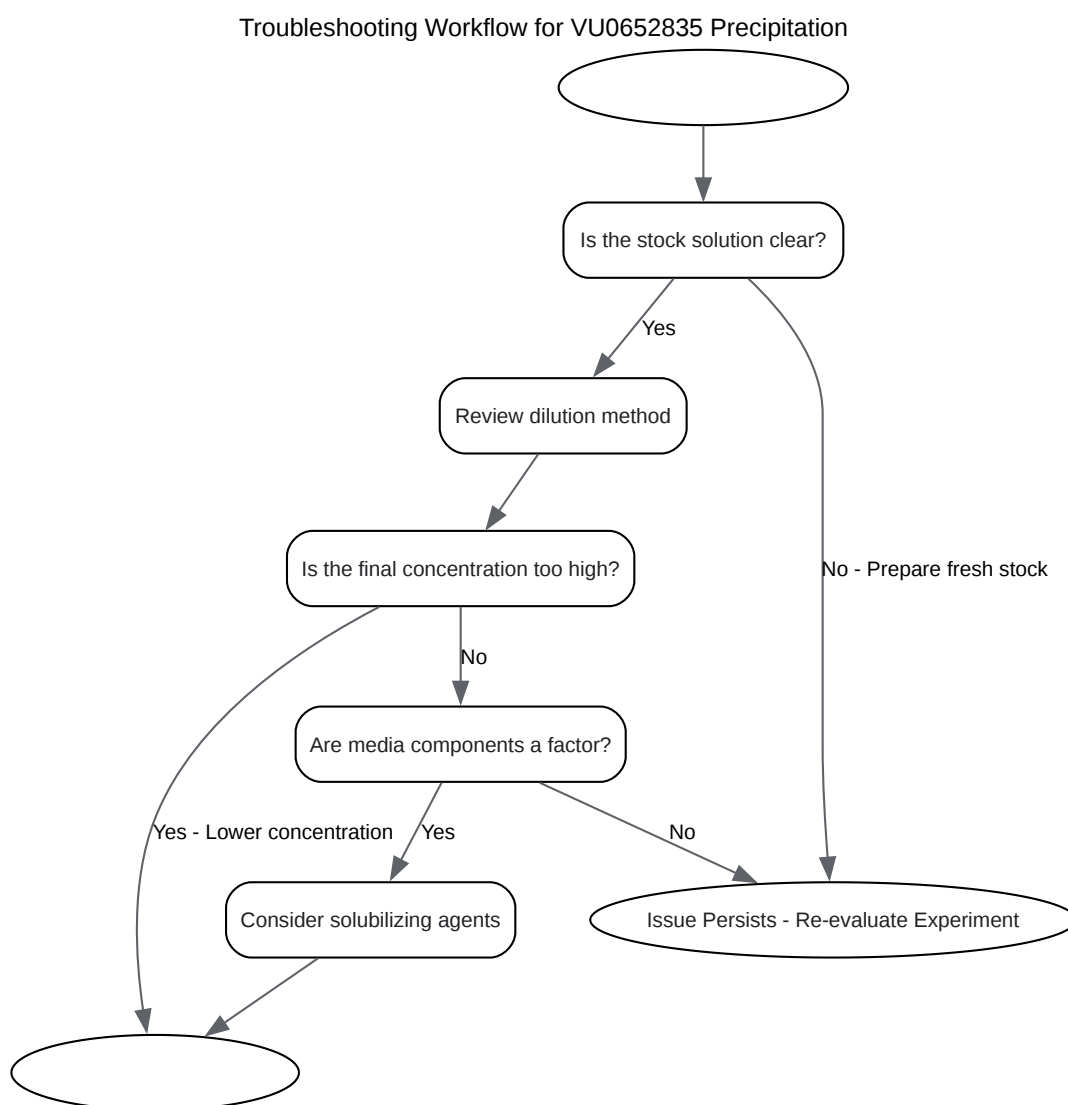 Troubleshooting Workflow for VU0652835 Precipitation
Is the stock solution clear?
Yes
Review dilution method
Is the final concentration too high?
No - Prepare fresh stock
No
Are media components a factor?
Yes - Lower concentration
Yes
No
Consider solubilizing agents
Issue Persists - Re-evaluate Experiment